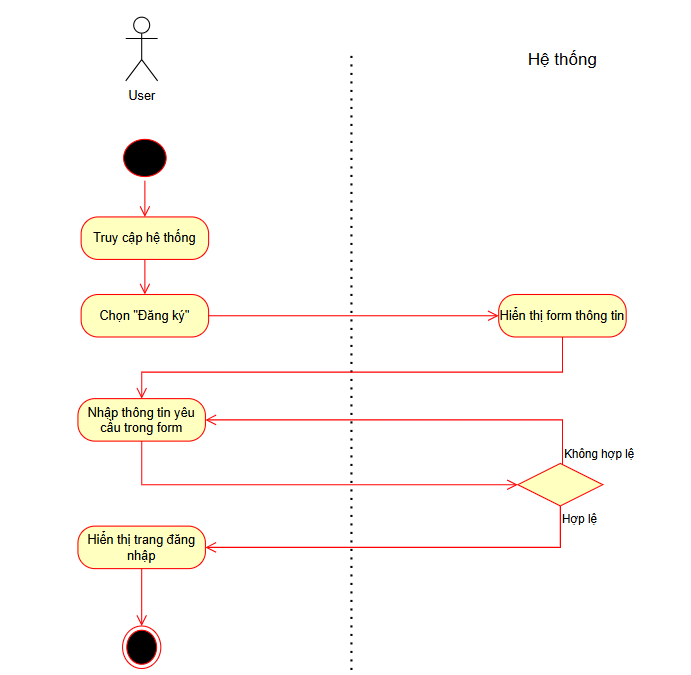 Hệ thống
User
Truy cập hệ thống
Chọn "Đăng ký"
Hiển thị form thông tin
Nhập thông tin yêu
cầu trong form
Không hợp lệ
Hợp lệ
Hiển thị trang đăng
nhập